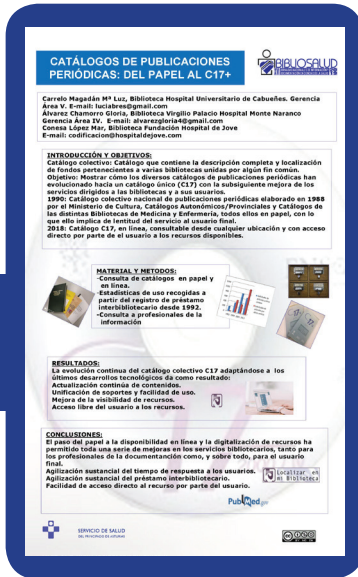 CATÁLOGOS DE PUBLICACIONES
PERIÓDICAS: DEL PAPEL AL C17+
BIBLIOSALUD
Carrelo Magadán Mª Luz, Biblioteca Hospital Universitario de Cabueñes. Gerencia
Área V. E-mail: luciabres@gmail.com
Álvarez Chamorro Gloria, Biblioteca Virgilio Palacio Hospital Monte Naranco
Gerencia Área IV. E-mail: alvarezgloria4@gmail.com
Conesa López Mar, Biblioteca Fundación Hospital de Jove
E-mail: codificacion@hospitaldejove.com
INTRODUCCIÓN Y OBJETIVOS:
Catálogo colectivo: Catálogo que contiene la descripción completa y localización
de fondos pertenecientes a varias bibliotecas unidas por algún fin común.
Objetivo: Mostrar cómo los diversos catálogos de publicaciones periódicas han
evolucionado hacia un catálogo único (C17) con la subsiguiente mejora de los
servicios dirigidos a las bibliotecas y a sus usuarios.
1990: Catálogo colectivo nacional de publicaciones periódicas elaborado en 1988
por el Ministerio de Cultura, Catálogos Autonómicos/Provinciales y Catálogos de
las distintas Bibliotecas de Medicina y Enfermería, todos ellos en papel, con lo
que ello implica de lentitud del servicio al usuario final.
2018: Catálogo C17, en línea, consultable desde cualquier ubicación y con acceso
directo por parte de el usuario a los recursos disponibles.
MATERIAL Y METODOS:
-Consulta de catálogos en papel y
en línea.
-Estadísticas de uso recogidas a
partir del registro de préstamo
interbibliotecario desde 1992.
-Consulta a profesionales de la
información
RESULTADOS:
La evolución continua del catálogo colectivo C17 adaptándose a los
últimos desarrollos tecnológicos da como resultado:
Actualización continúa de contenidos.
Unificación de soportes y facilidad de uso.
Mejora de la visibilidad de recursos.
Acceso libre del usuario a los recursos.
CONCLUSIONES:
El paso del papel a la disponibilidad en línea y la digitalización de recursos ha
permitido toda una serie de mejoras en los servicios bibliotecarios, tanto para
los profesionales de la documentación como, y sobre todo, para el usuario
final.
Agilización sustancial del tiempo de respuesta a los usuarios.
Agilización sustancial del préstamo interbibliotecario.
Facilidad de acceso directo al recurso por parte del usuario.
Localizar en
mi Biblioteca
PubMed.gov
SERVICIO DE SALUD
DEL PRINCIPADO DE ASTURIAS